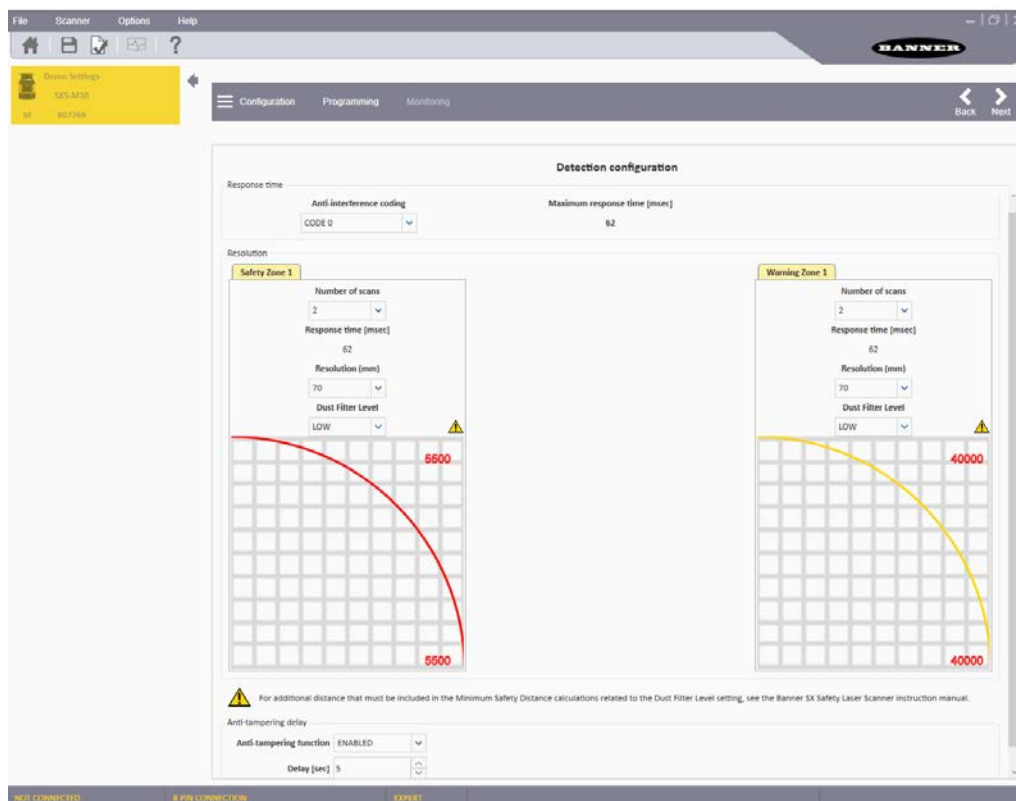 File Scanner Options Help
BANNER
Demo Settings
SX5-M10
M 807769
Configuration Programming Monitoring
Back Next
Detection configuration
Response time
Anti-interference coding Maximum response time [msec]
CODE 0 62
Resolution
Safety Zone 1 Warning Zone 1
Number of scans Number of scans
2 2
Response time [msec] Response time [msec]
62 62
Resolution (mm) Resolution (mm)
70 70
Dust Filter Level Dust Filter Level
LOW LOW
5500 40000
5500 40000
For additional distance that must be included in the Minimum Safety Distance calculations related to the Dust Filter Level setting, see the Banner SX Safety Laser Scanner instruction manual.
Anti-tampering delay
Anti-tampering function ENABLED
Delay [sec] 5
NOT CONNECTED 8 PIN CONNECTION EXPERT